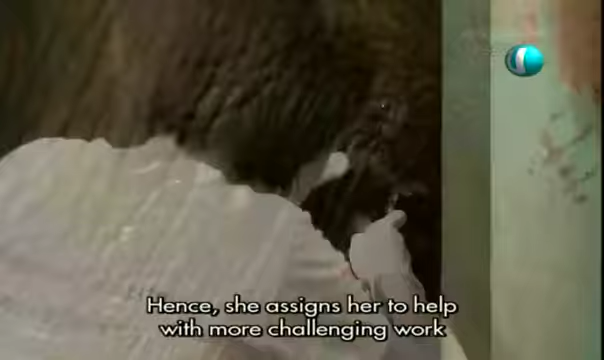 Hence, she assigns her to help
with more challenging work